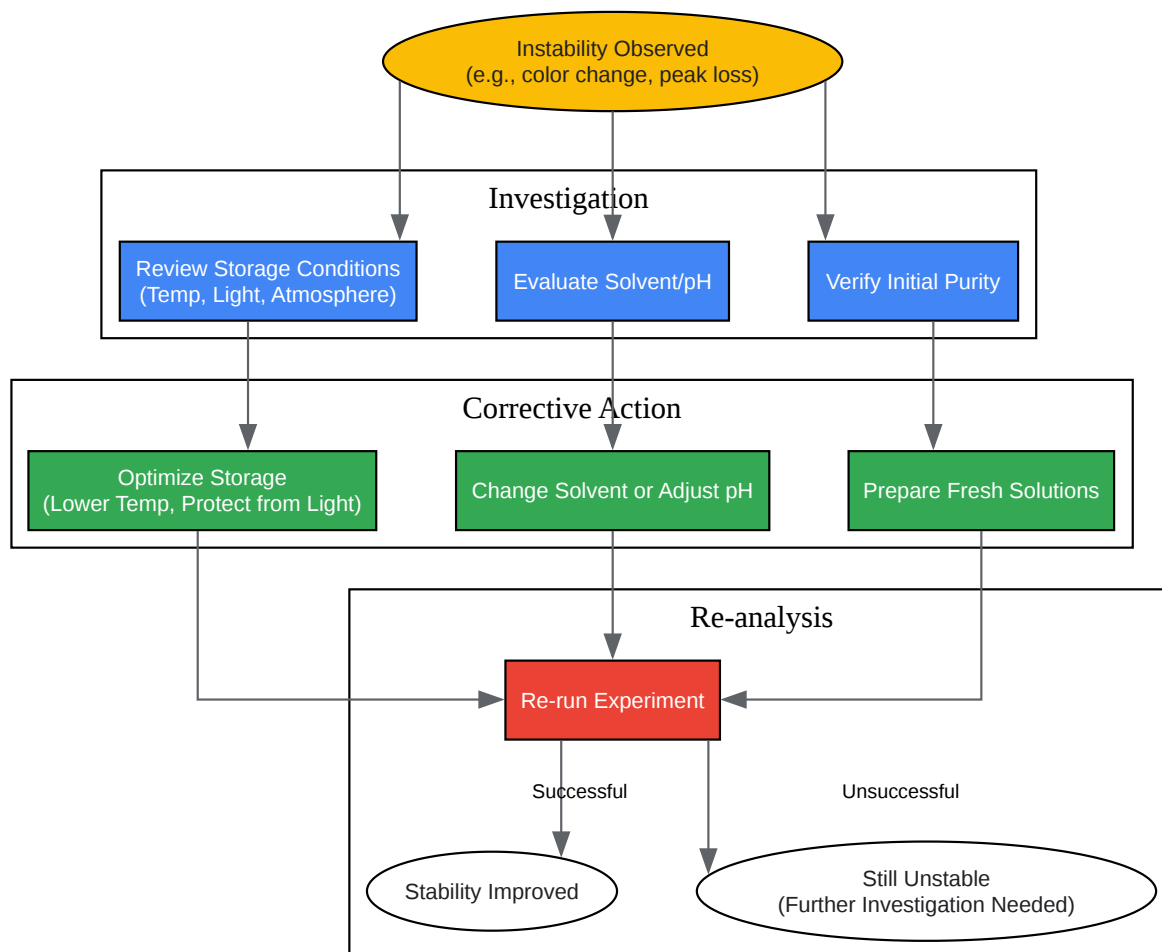 Instability Observed
(e.g., color change, peak loss)
Investigation
Review Storage Conditions
(Temp, Light, Atmosphere)
Evaluate Solvent/pH
Verify Initial Purity
Corrective Action
Optimize Storage
(Lower Temp, Protect from Light)
Change Solvent or Adjust pH
Prepare Fresh Solutions
Re-analysis
Re-run Experiment
Successful
Unsuccessful
Stability Improved
Still Unstable
(Further Investigation Needed)